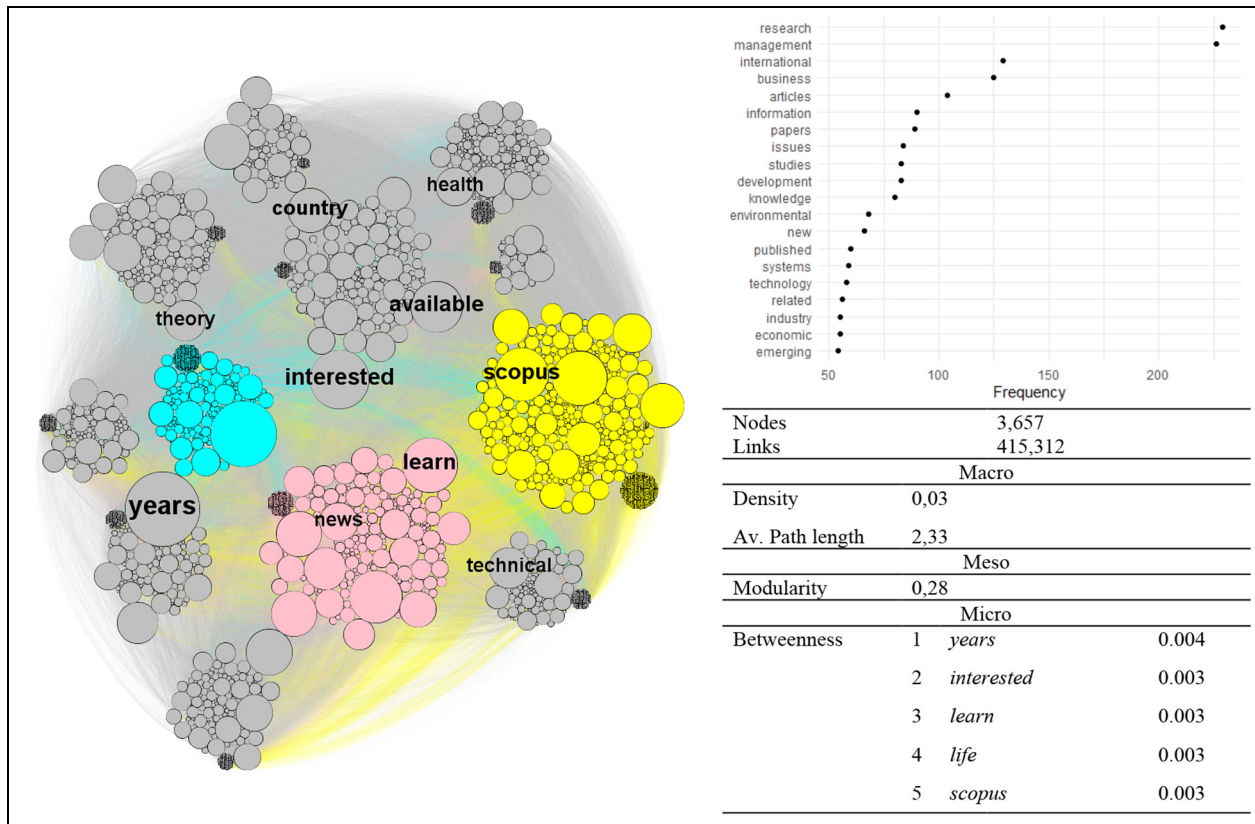 country
health
theory
available
interested
scopus
learn
years
news
technical
research
management
international
business
articles
information
papers
issues
studies
development
knowledge
environmental
new
published
systems
technology
related
industry
economic
emerging
50 100 150 200
Frequency
Nodes 3,657
Links 415,312
Macro
Density 0,03
Av. Path length 2,33
Meso
Modularity 0,28
Micro
Betweenness 1 years 0.004
2 interested 0.003
3 learn 0.003
4 life 0.003
5 scopus 0.003